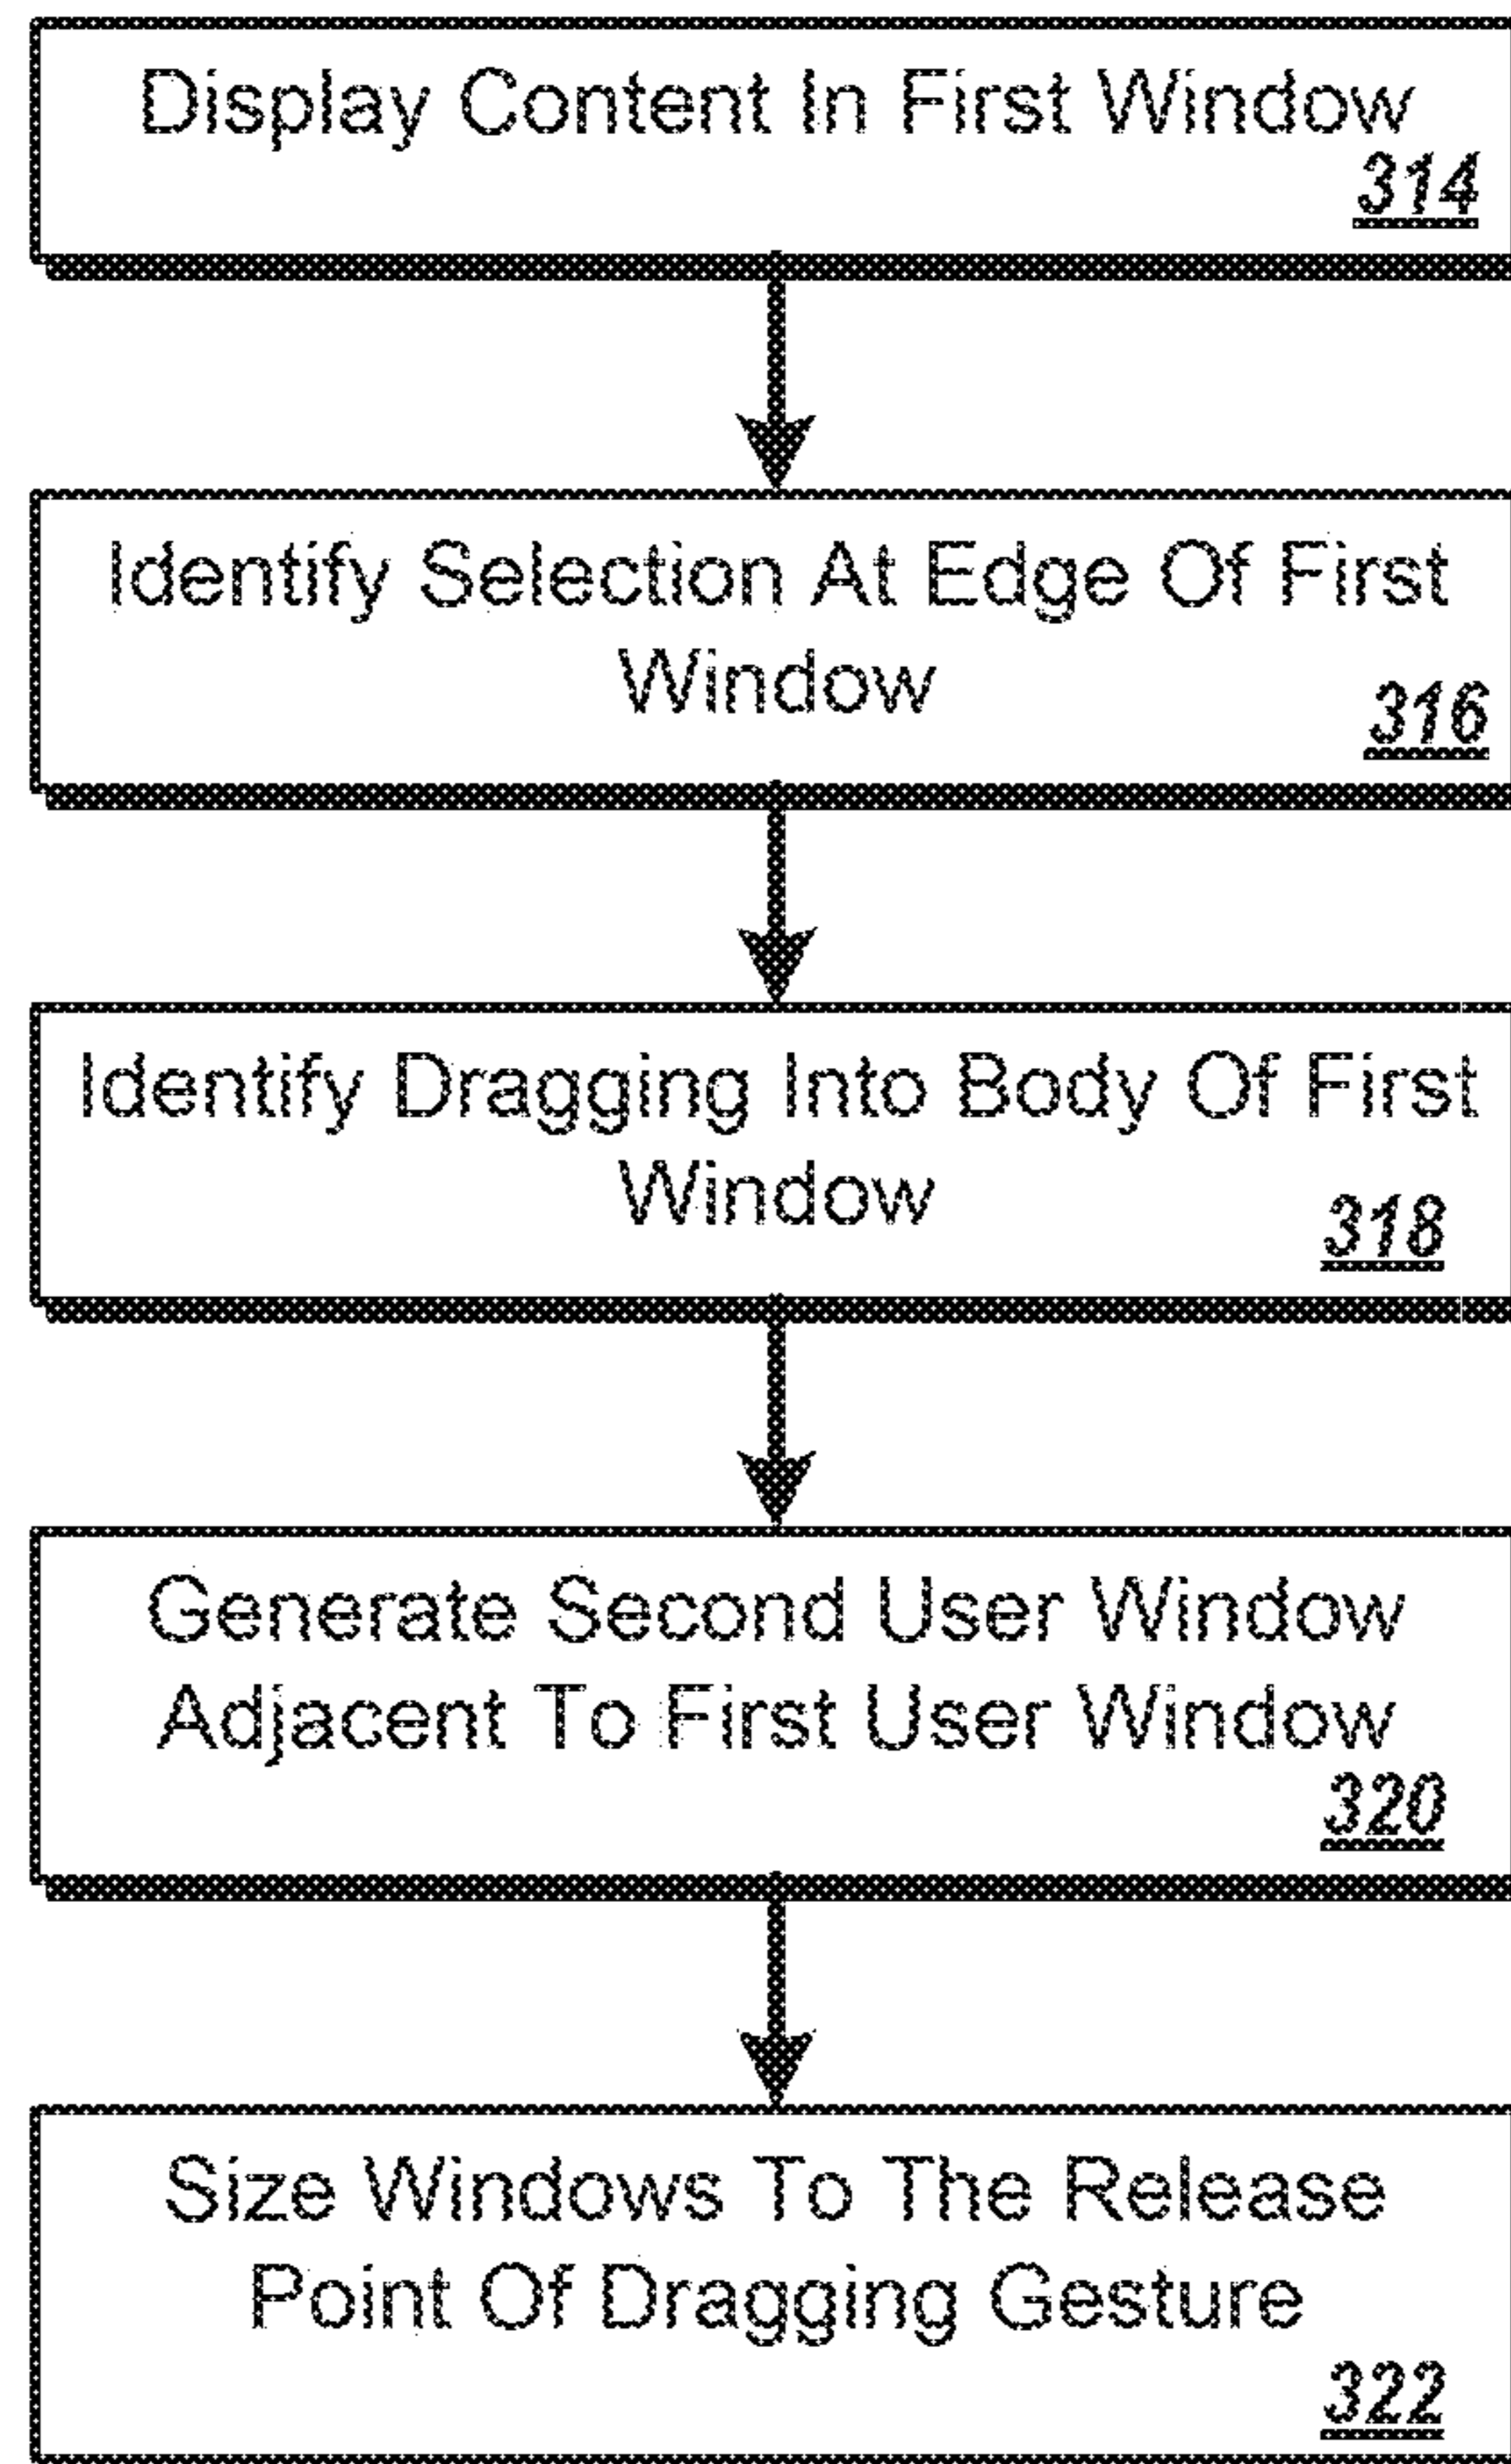 Display Content In First Window
314
Identify Selection At Edge Of First
Window
316
Identify Dragging Into Body Of First
Window
318
Generate Second User Window
Adjacent To First User Window
320
Size Windows To The Release
Point Of Dragging Gesture
322